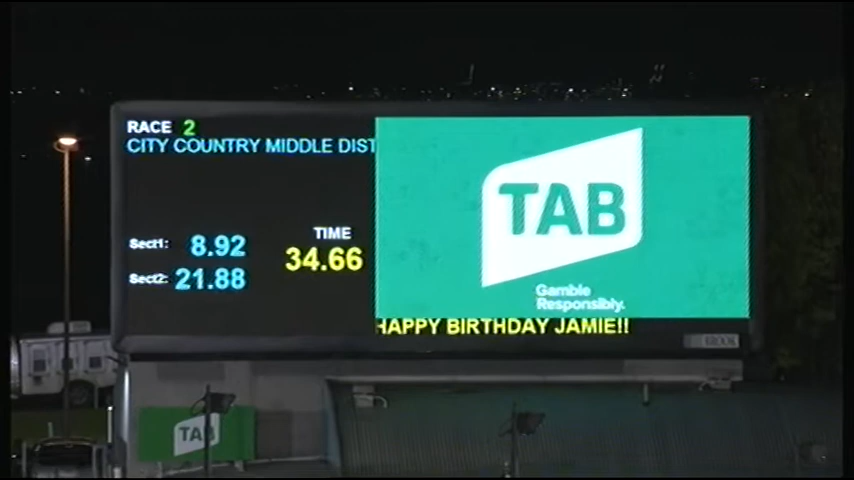 RACE 2
CITY COUNTRY MIDDLE DIST
TIME
Sect1: 8.92
34.66
Sect2: 21.88
TAB
Gamble
Responsibly.
HAPPY BIRTHDAY JAMIE!!
TAB